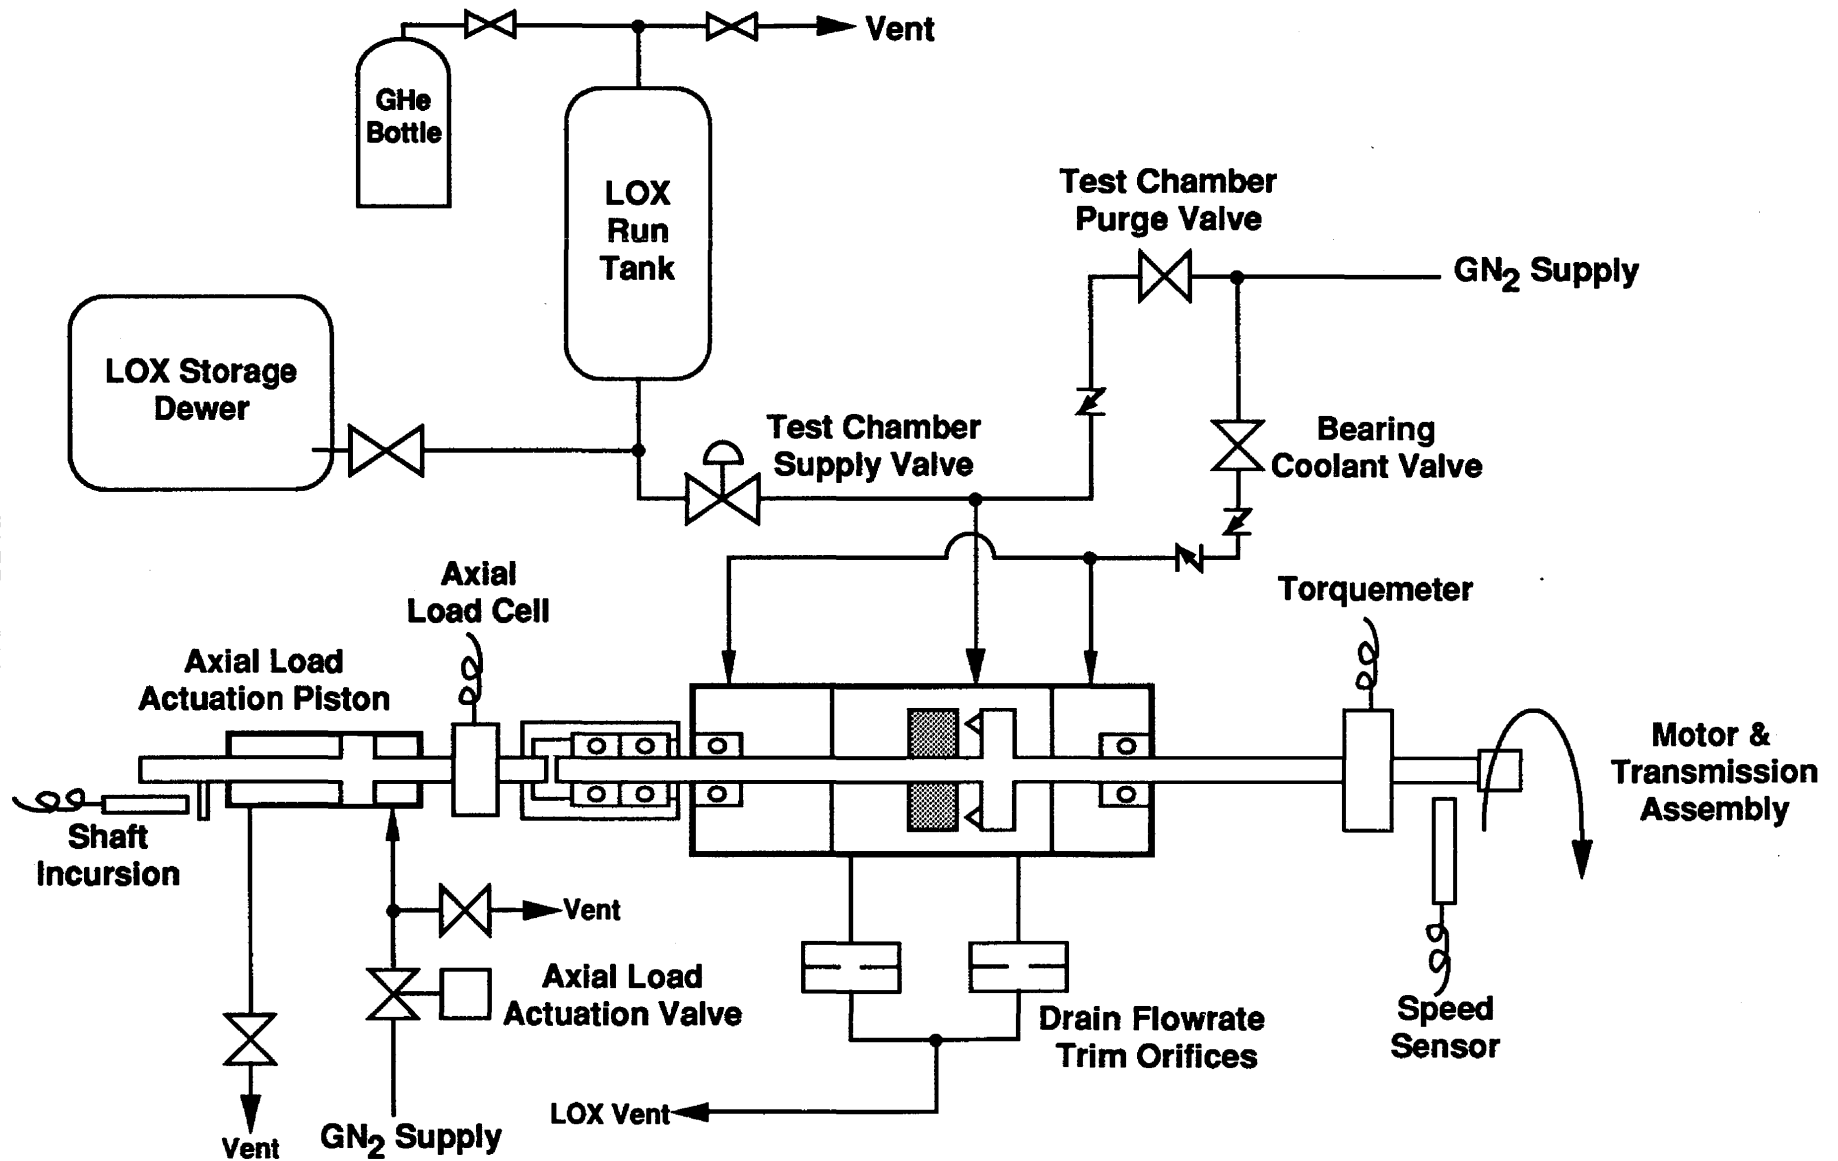 Vent
GHe
Bottle
LOX
Run
Tank
Test Chamber
Purge Valve
GN2 Supply
LOX Storage
Dewer
Test Chamber
Supply Valve
Bearing
Coolant Valve
Axial
Load Cell
Torquemeter
Axial Load
Actuation Piston
Motor &
Transmission
Assembly
Shaft
Incursion
Vent
Axial Load
Actuation Valve
Drain Flowrate
Trim Orifices
Speed
Sensor
LOX Vent
Vent
GN2 Supply